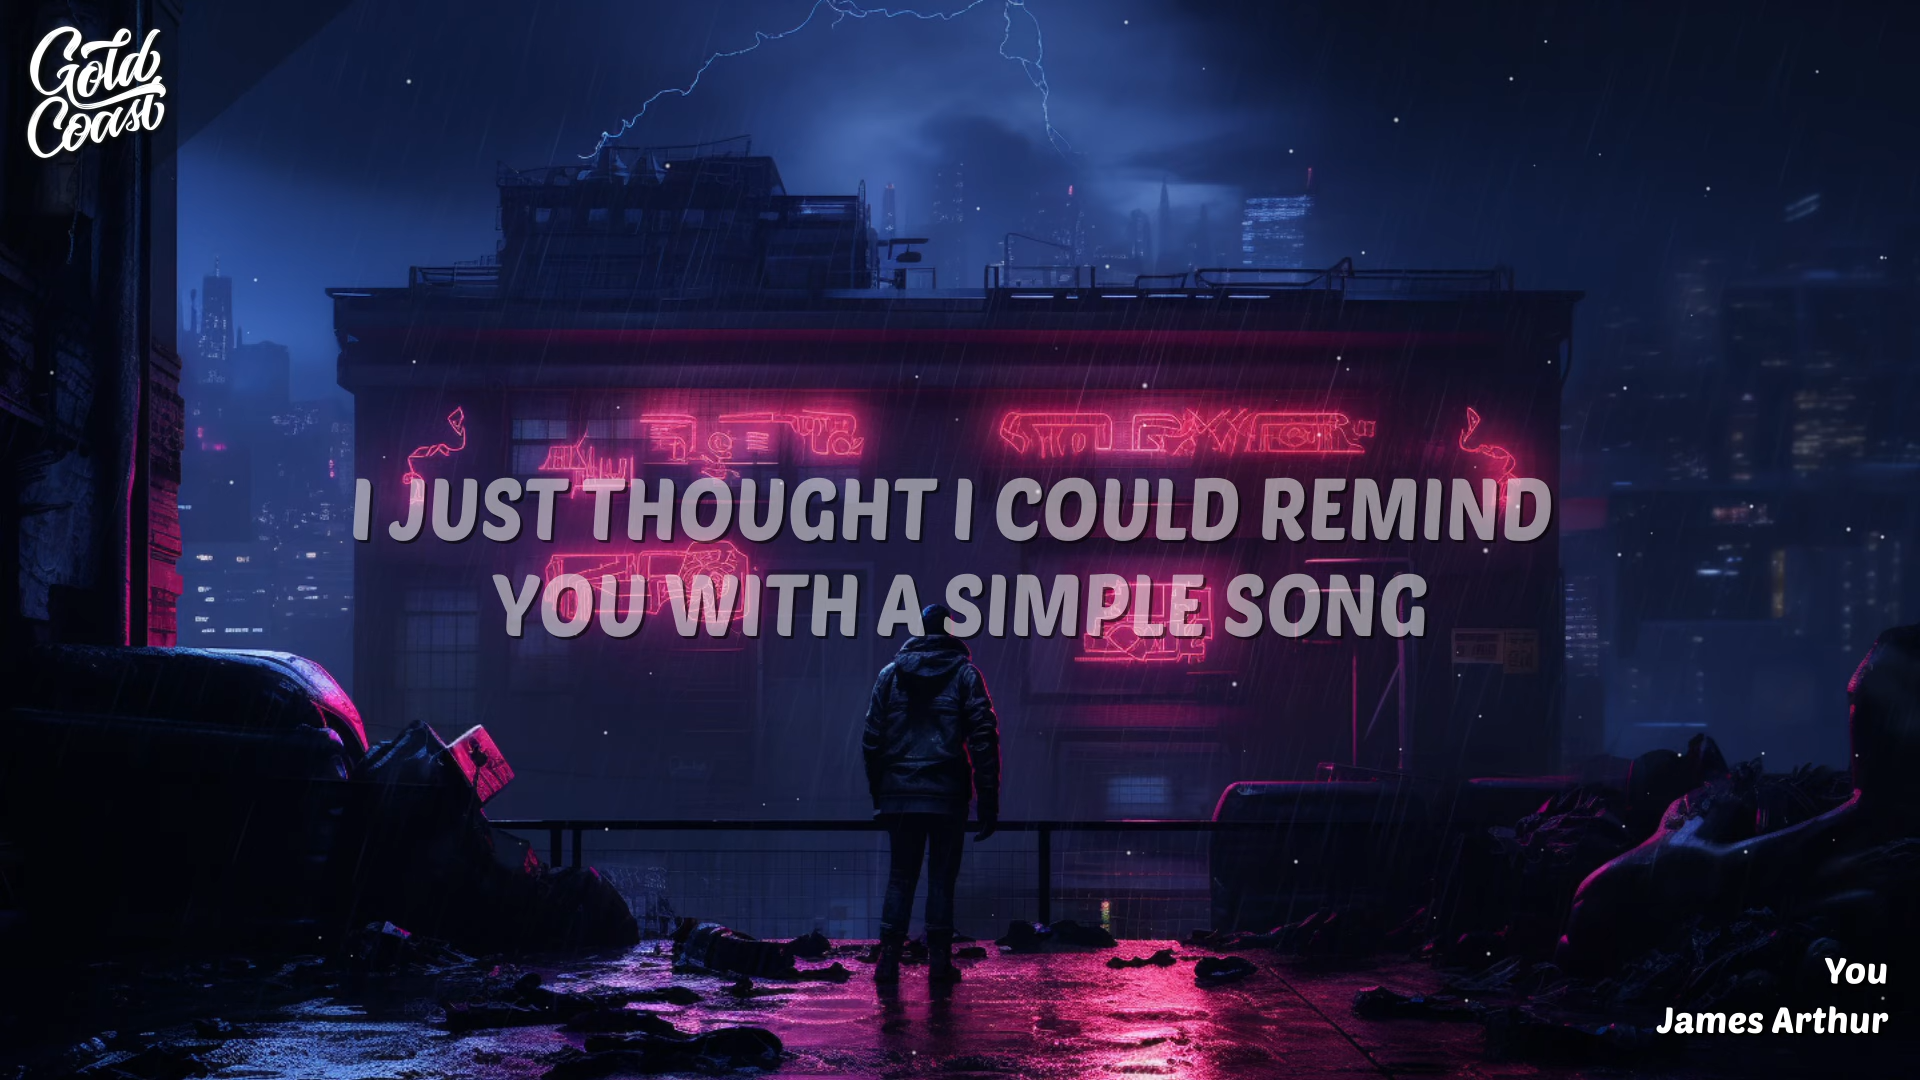 Gold
Coast
I JUST THOUGHT I COULD REMIND
YOU WITH A SIMPLE SONG
You
James Arthur